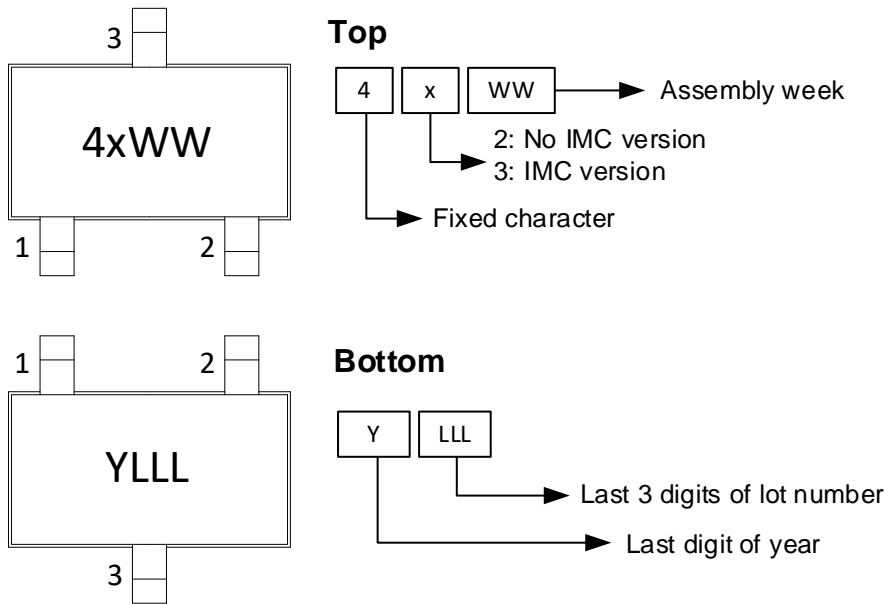 3
4xWW
1
2
Top
4 x WW
Assembly week
2: No IMC version
3: IMC version
Fixed character
1
2
YLLL
3
Bottom
Y LLL
Last 3 digits of lot number
Last digit of year